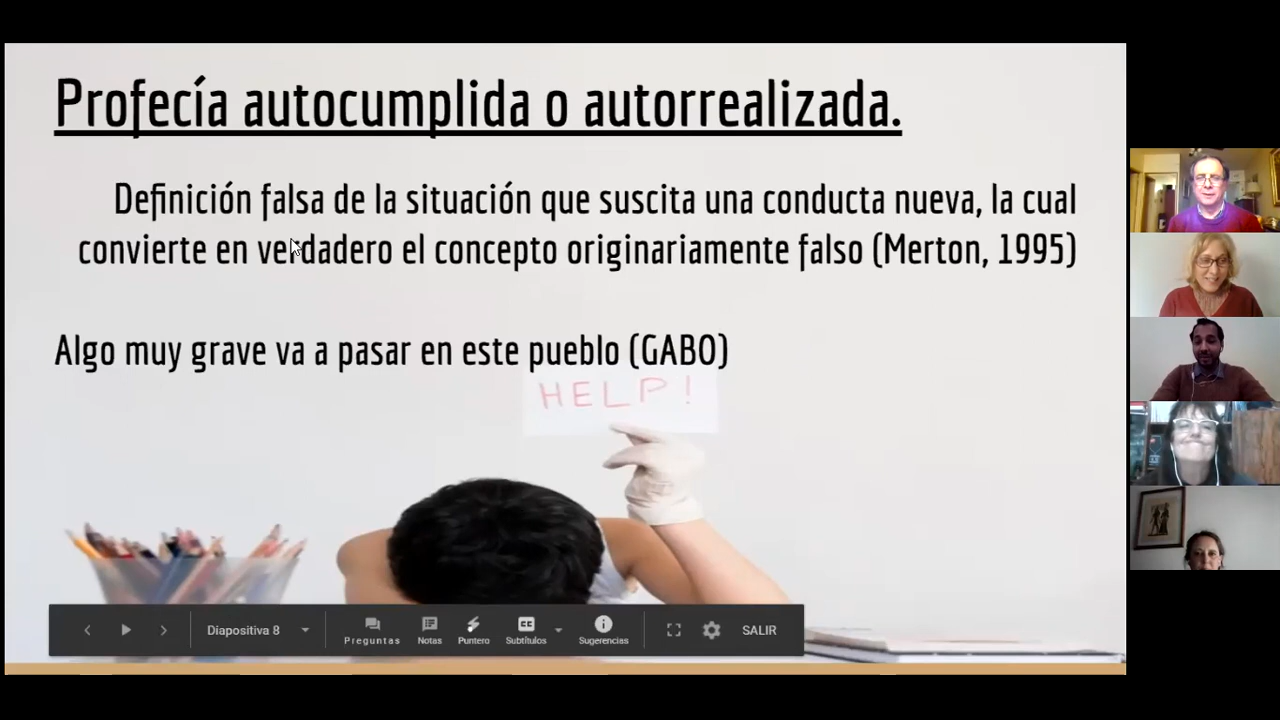 Profecía autocumplida o autorrealizada.
Definición falsa de la situación que suscita una conducta nueva, la cual
convierte en verdadero el concepto originariamente falso (Merton, 1995)
Algo muy grave va a pasar en este pueblo (GABO)
HELP!
Diapositiva 8
Preguntas
Notas
Puntero
Subtítulos
Sugerencias
SALIR